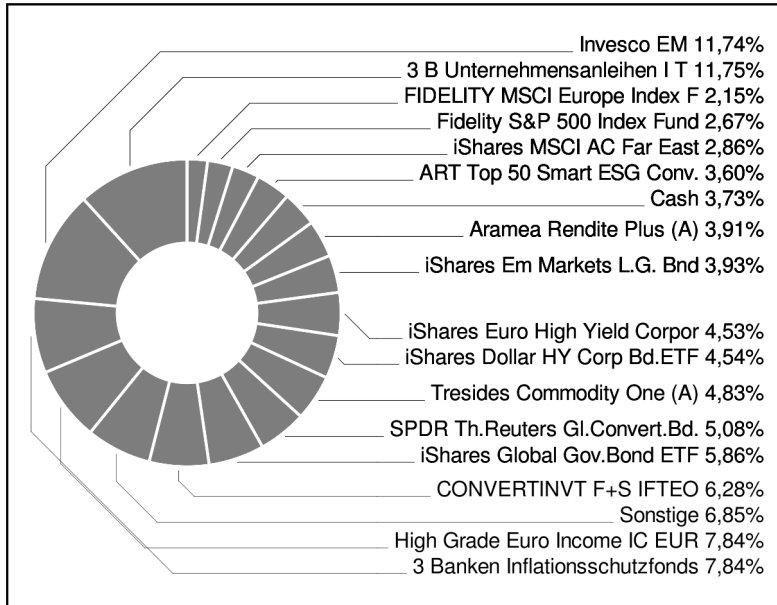 Invesco EM 11,74%
3 B Unternehmensanleihen I T 11,75%
FIDELITY MSCI Europe Index F 2,15%
Fidelity S&P 500 Index Fund 2,67%
iShares MSCI AC Far East 2,86%
ART Top 50 Smart ESG Conv. 3,60%
Cash 3,73%
Aramea Rendite Plus (A) 3,91%
iShares Em Markets L.G. Bnd 3,93%
iShares Euro High Yield Corpor 4,53%
iShares Dollar HY Corp Bd.ETF 4,54%
Tresides Commodity One (A) 4,83%
SPDR Th.Reuters Gl.Convert.Bd. 5,08%
iShares Global Gov.Bond ETF 5,86%
CONVERTINVT F+S IFTEO 6,28%
Sonstige 6,85%
High Grade Euro Income IC EUR 7,84%
3 Banken Inflationsschutzfonds 7,84%